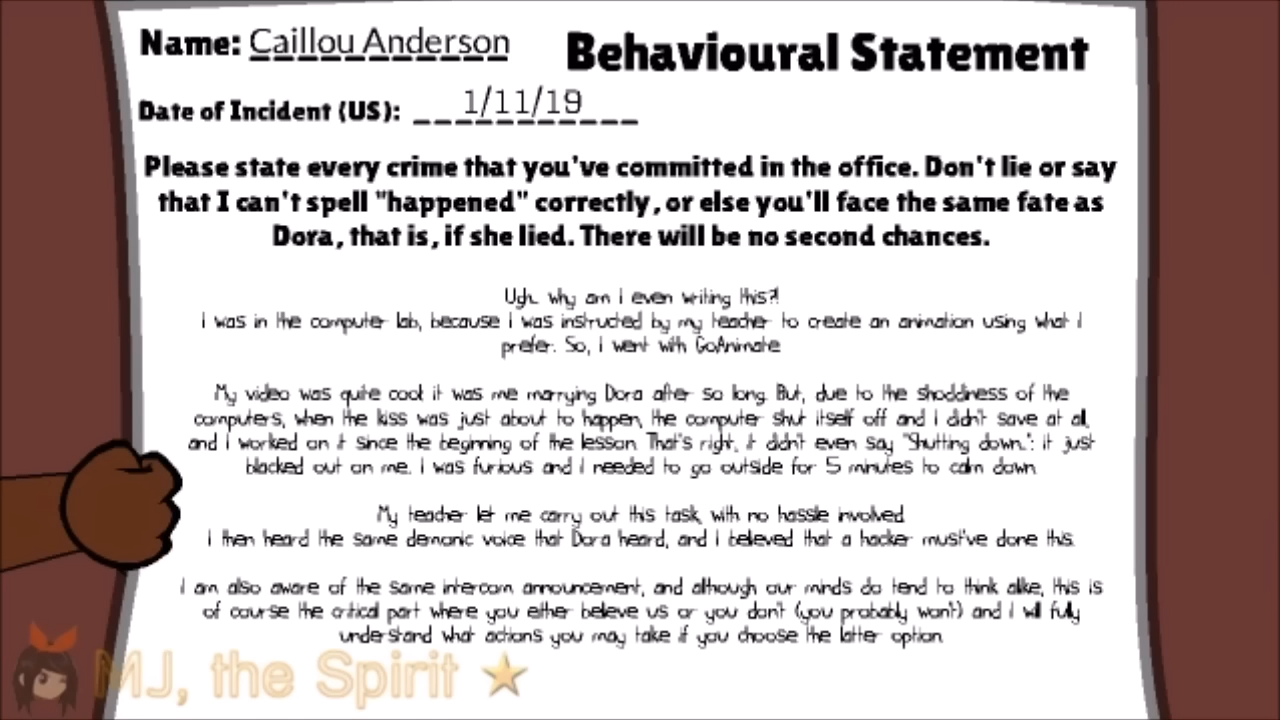 Name: Caillou Anderson
Behavioural Statement
Date of Incident (US): 1/11/19
Please state every crime that you've committed in the office. Don't lie or say
that I can't spell "happened" correctly, or else you'll face the same fate as
Dora, that is, if she lied. There will be no second chances.
Ugh.. why am I even writing this?!
I was in the computer lab, because I was instructed by my teacher to create an animation using what I
prefer. So, I went with GoAnimate.
My video was quite cool: it was me marrying Dora after so long. But, due to the shoddiness of the
computers, when the kiss was just about to happen, the computer shut itself off and I didn't save at all,
and I worked on it since the beginning of the lesson. That's right, it didn't even say "Shutting down.": it just
blacked out on me. I was furious and I needed to go outside for 5 minutes to calm down.
My teacher let me carry out this task, with no hassle involved.
I then heard the same demonic voice that Dora heard, and I believed that a hacker must've done this.
I am also aware of the same intercom announcement, and although our minds do tend to think alike, this is
of course the critical part where you either believe us or you don't (you probably won't) and I will fully
understand what actions you may take if you choose the latter option.
MJ, the Spirit